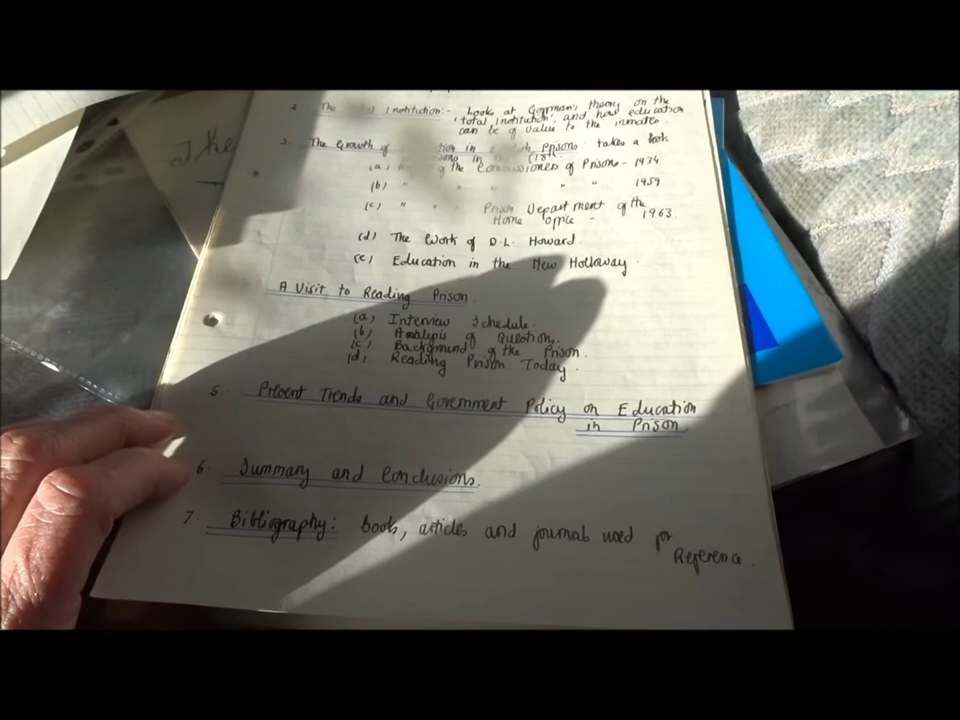 The
2. The Institution:- Looks at Goffman's theory on the
'total institution', and how education
can be of value to the inmates
3. The Growth of in Prisons - takes a look
in
(a) of the Commissioners of Prisons - 1934
(b) " " " " " 1959
(c) " " Prison Department of the
Home Office - 1963.
(d) The Work of D.L. Howard.
(e) Education in the New Holloway.
A Visit to Reading Prison.
(a) Interview Schedule.
(b) Analysis of Question.
(c) Background of the Prison.
(d) Reading Prison Today.
5. Present Trends and Government Policy on Education
in Prison.
6. Summary and Conclusions.
7. Bibliography: books, articles and journals used for
Reference.